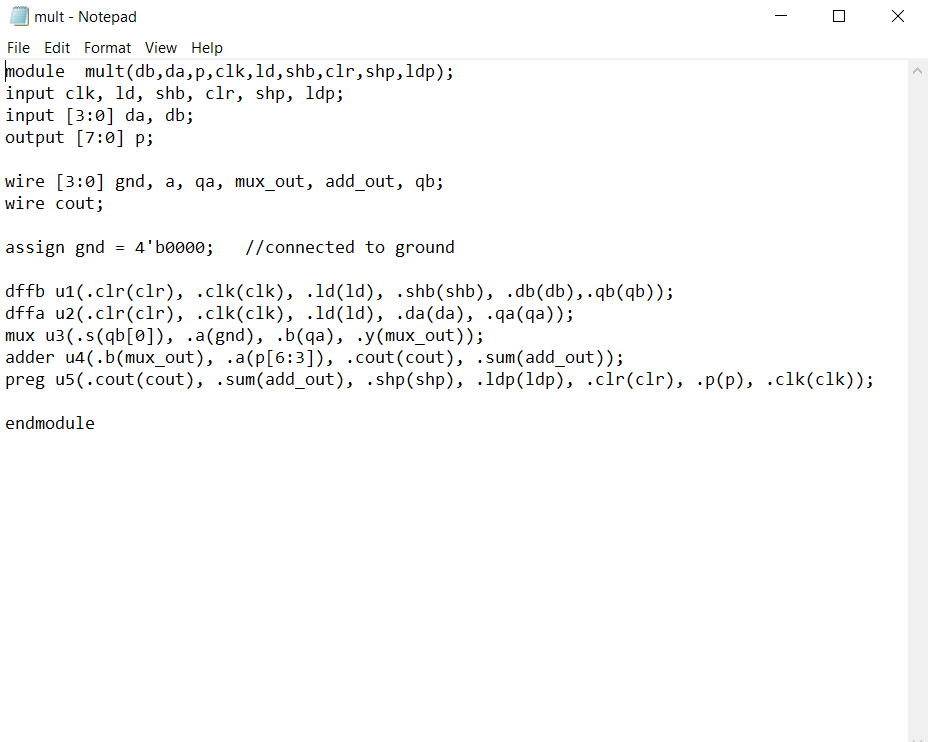 mult - Notepad
File Edit Format View Help
module  mult(db,da,p,clk,ld,shb,clr,shp,ldp);
input clk, ld, shb, clr, shp, ldp;
input [3:0] da, db;
output [7:0] p;
wire [3:0] gnd, a, qa, mux_out, add_out, qb;
wire cout;
assign gnd = 4'b0000;   //connected to ground
dffb u1(.clr(clr), .clk(clk), .ld(ld), .shb(shb), .db(db),.qb(qb));
dffa u2(.clr(clr), .clk(clk), .ld(ld), .da(da), .qa(qa));
mux u3(.s(qb[0]), .a(gnd), .b(qa), .y(mux_out));
adder u4(.b(mux_out), .a(p[6:3]), .cout(cout), .sum(add_out));
preg u5(.cout(cout), .sum(add_out), .shp(shp), .ldp(ldp), .clr(clr), .p(p), .clk(clk));
endmodule